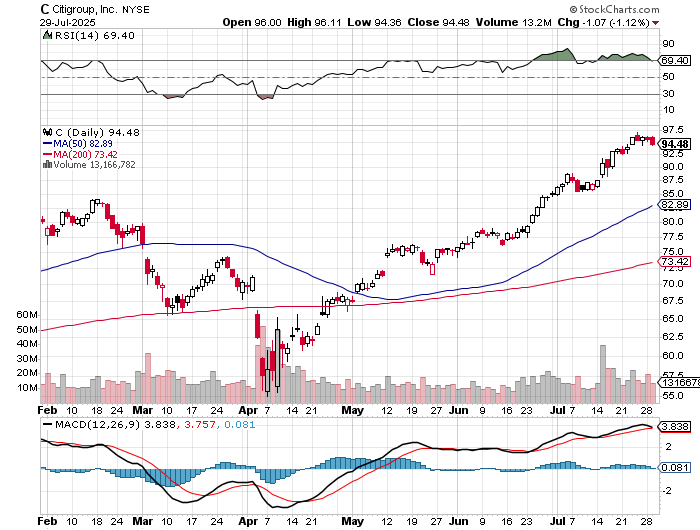 C Citigroup, Inc. NYSE © StockCharts.com
29-Jul-2025 Open 96.00 High 96.11 Low 94.36 Close 94.48 Volume 13.2M Chg -1.07 (-1.12%)
RSI(14) 69.40
90
69.40
50
30
10
C (Daily) 94.48
MA(50) 82.89
MA(200) 73.42
Volume 13,166,782
97.5
94.48
92.5
90.0
87.5
85.0
82.89
80.0
77.5
75.0
73.42
72.5
70.0
67.5
65.0
62.5
60.0
57.5
55.0
60M
50M
40M
30M
20M
10M
1316678
Feb 10 18 24 Mar 10 17 24 Apr 7 14 21 May 12 19 27 Jun 9 16 23 Jul 7 14 21 28
MACD(12,26,9) 3.838, 3.757, 0.081
3.838
2
0.081
-2
Feb 10 18 24 Mar 10 17 24 Apr 7 14 21 May 12 19 27 Jun 9 16 23 Jul 7 14 21 28